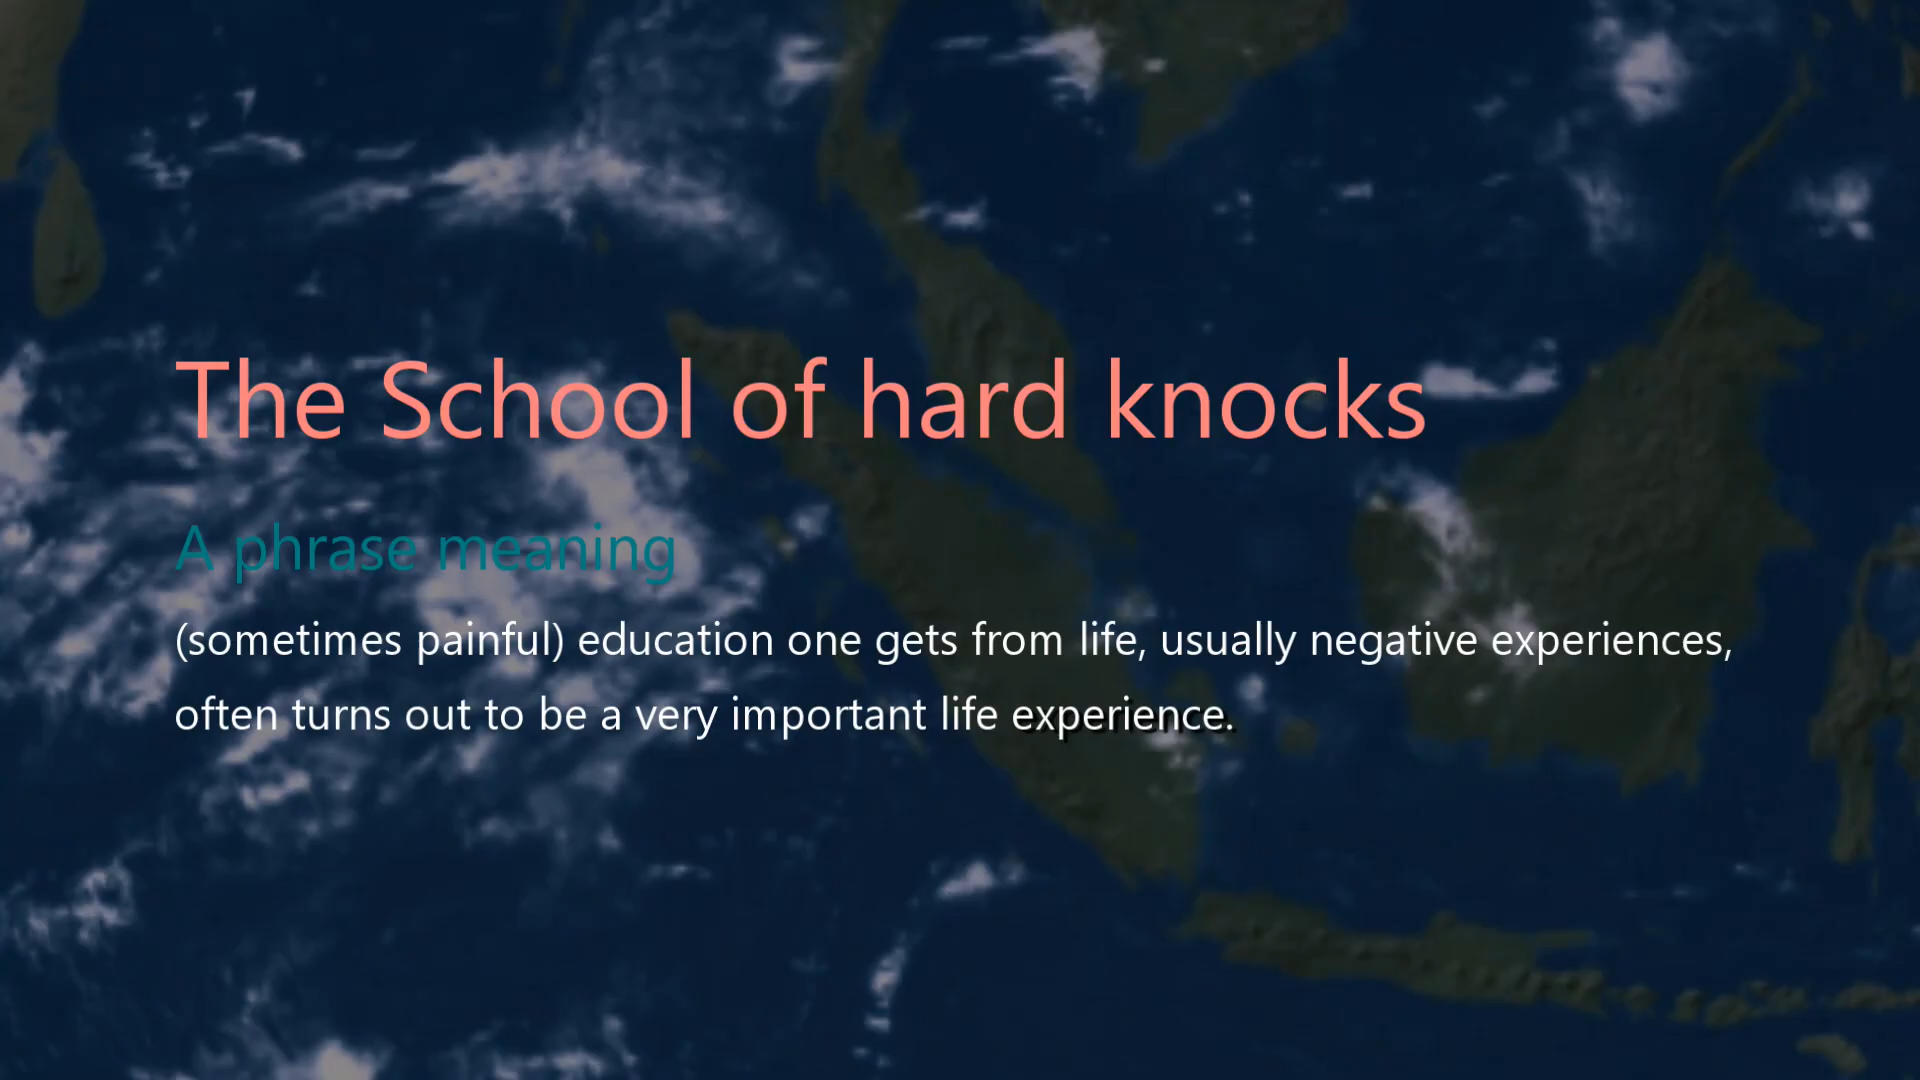 The School of hard knocks
A phrase meaning
(sometimes painful) education one gets from life, usually negative experiences,
often turns out to be a very important life experience.